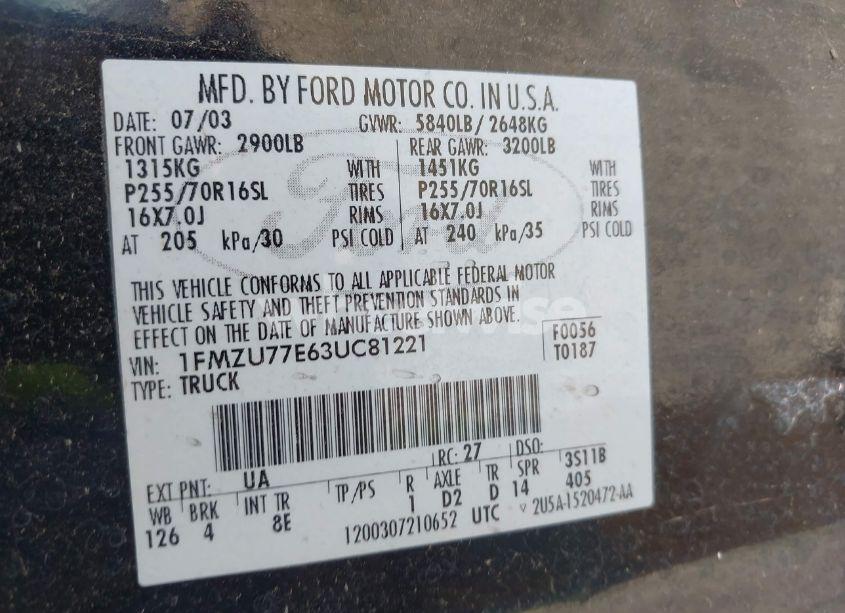 MFD. BY FORD MOTOR CO. IN U.S.A.
DATE: 07/03 GVWR: 5840LB/ 2648KG
FRONT GAWR: 2900LB REAR GAWR: 3200LB
1315KG WITH 1451KG WITH
P255/70R16SL TIRES P255/70R16SL TIRES
16X7.0J RIMS 16X7.0J RIMS
AT 205 kPa/30 PSI COLD AT 240 kPa/35 PSI COLD
Ford
THIS VEHICLE CONFORMS TO ALL APPLICABLE FEDERAL MOTOR
VEHICLE SAFETY AND THEFT PREVENTION STANDARDS IN
EFFECT ON THE DATE OF MANUFACTURE SHOWN ABOVE.
VIN: 1FMZU77E63UC81221 F0056
TYPE: TRUCK T0187
EXT PNT: UA RC: 27 DSO:
WB BRK INT TR TP/PS R AXLE TR SPR 3S11B
126 4 8E 1 D2 D 14 405
1200307210652 UTC 2U5A-1520472-AA